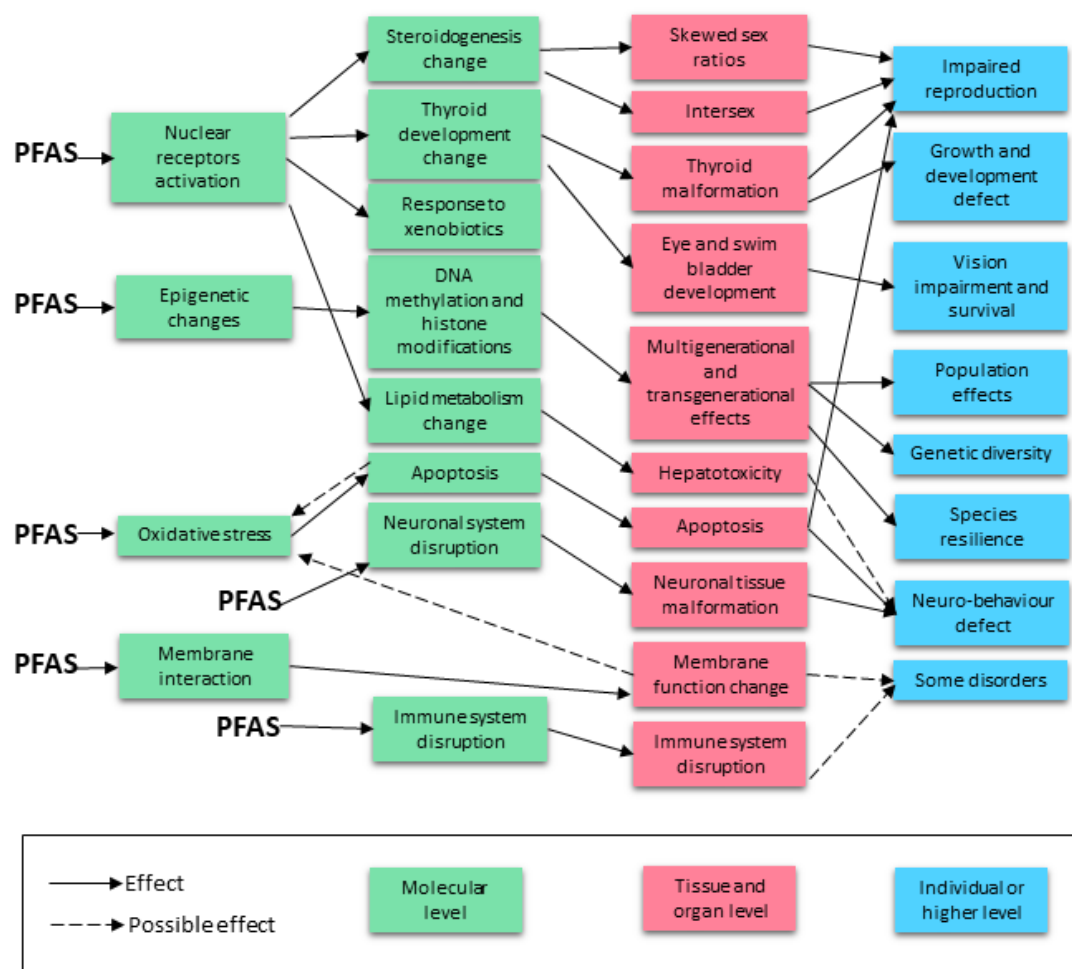 Steroidogenesis
change
Skewed sex
ratios
Impaired
reproduction
Nuclear
receptors
activation
PFAS
Thyroid
development
change
Intersex
Thyroid
malformation
Growth and
development
defect
Response to
xenobiotics
Eye and swim
bladder
development
Vision
impairment and
survival
PFAS
Epigenetic
changes
DNA
methylation and
histone
modifications
Multigenerational
and
transgenerational
effects
Population
effects
Lipid metabolism
change
Genetic diversity
Apoptosis
Hepatotoxicity
Species
resilience
PFAS
Oxidative stress
Neuronal system
disruption
Apoptosis
PFAS
Neuronal tissue
malformation
Neuro-behaviour
defect
PFAS
Membrane
interaction
Membrane
function change
Some disorders
PFAS
Immune system
disruption
Immune system
disruption
Effect
Possible effect
Molecular
level
Tissue and
organ level
Individual or
higher level